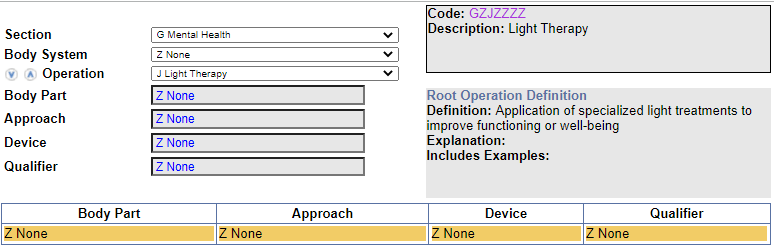 Section G Mental Health
Body System Z None
Operation J Light Therapy
Body Part Z None
Approach Z None
Device Z None
Qualifier Z None
Code: GZJZZZZ
Description: Light Therapy
Root Operation Definition
Definition: Application of specialized light treatments to
improve functioning or well-being
Explanation:
Includes Examples:
Body Part Approach Device Qualifier
Z None Z None Z None Z None